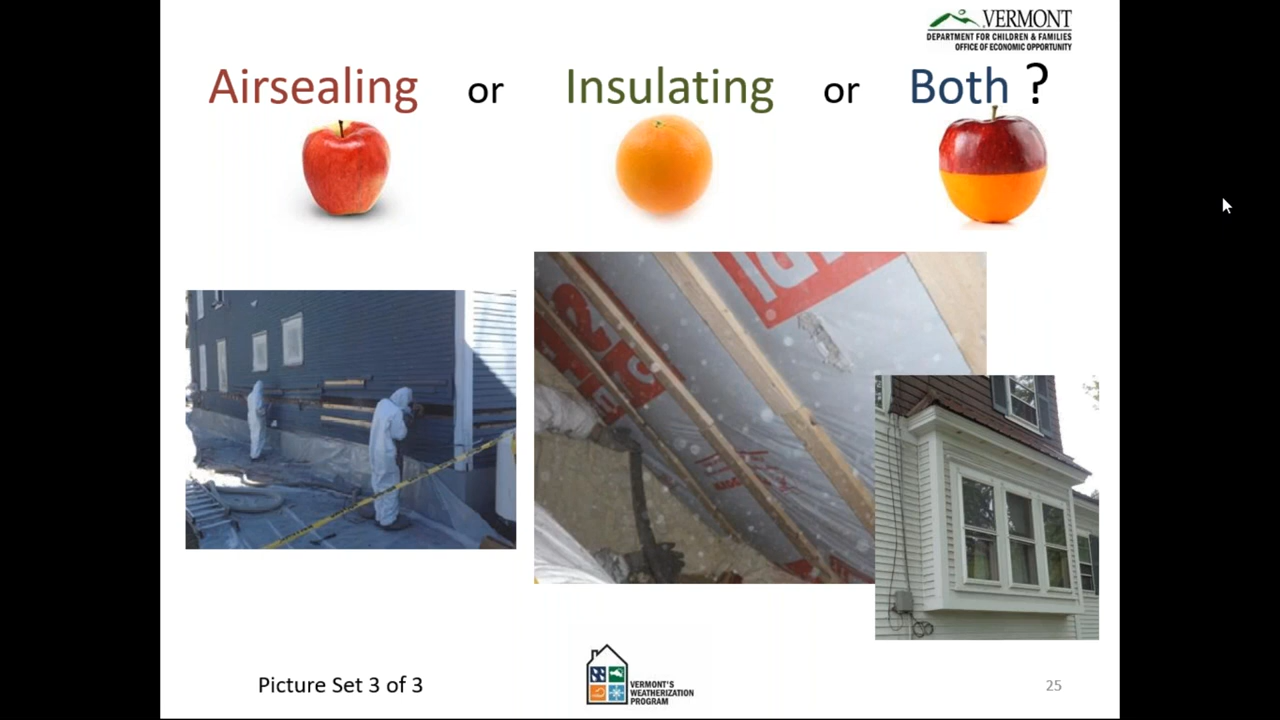 VERMONT
DEPARTMENT FOR CHILDREN & FAMILIES
OFFICE OF ECONOMIC OPPORTUNITY
Airsealing or Insulating or Both ?
Picture Set 3 of 3
VERMONT'S
WEATHERIZATION
PROGRAM
25